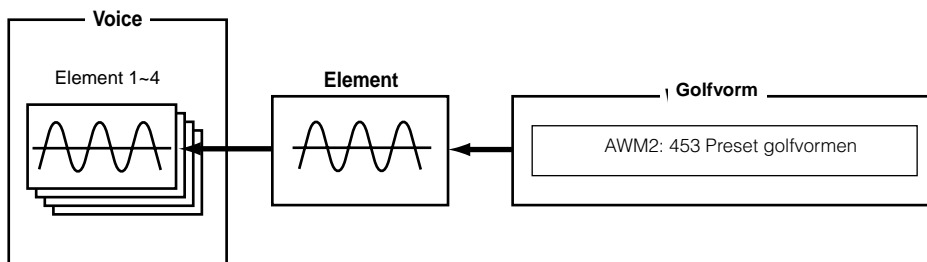 Voice
Element 1~4
Element
Golfvorm
AWM2: 453 Preset golfvormen